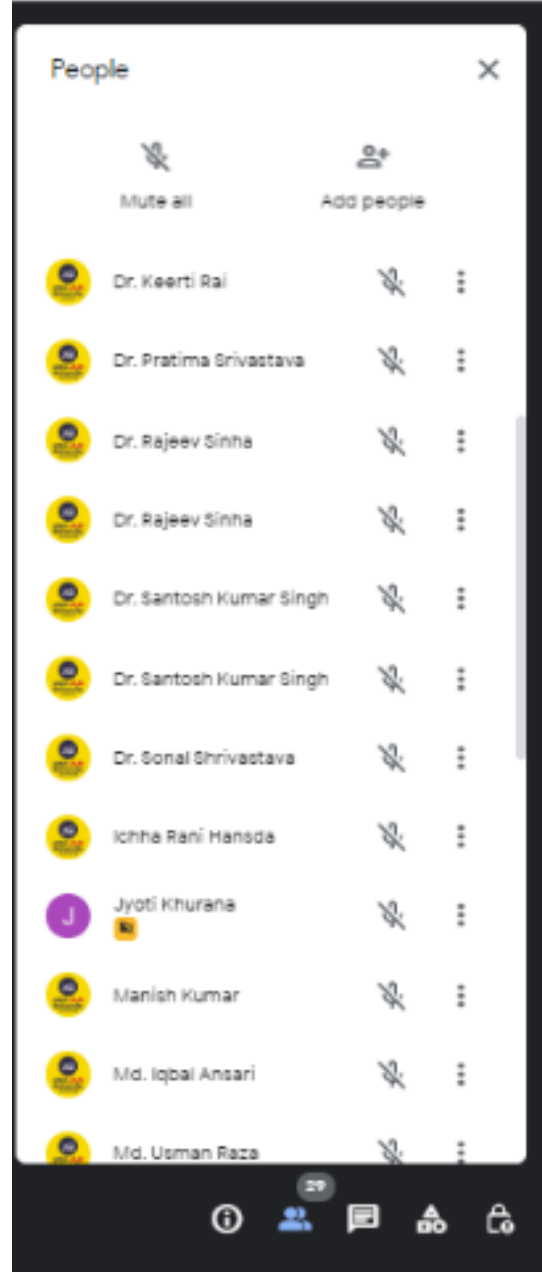 People
Mute all
Add people
Dr. Keerti Rai
Dr. Pratima Srivastava
Dr. Rajeev Sinha
Dr. Rajeev Sinha
Dr. Santosh Kumar Singh
Dr. Santosh Kumar Singh
Dr. Sonal Shrivastava
Ichha Rani Hansda
J
Jyoti Khurana
Manish Kumar
Md. Iqbal Ansari
Md. Usman Raza
29